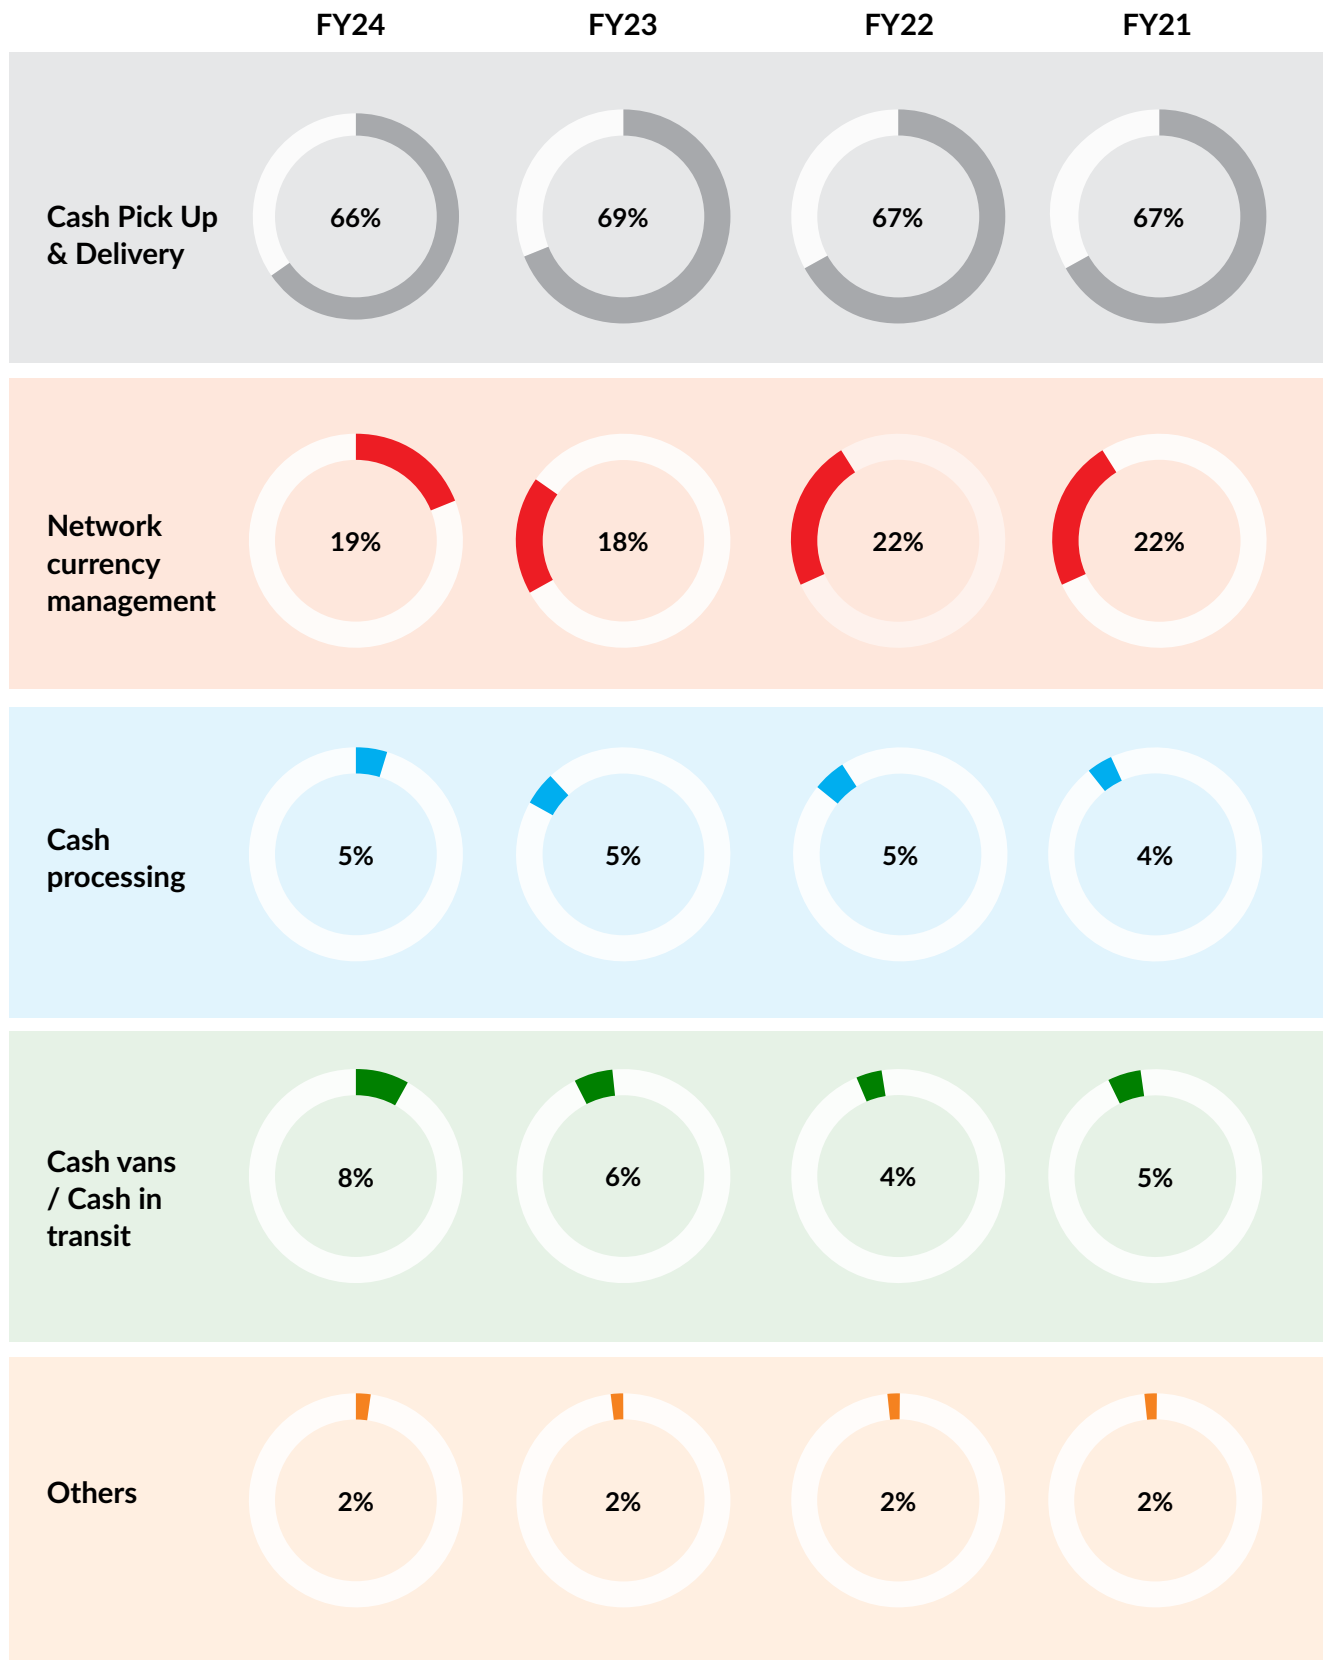 FY24 FY23 FY22 FY21
Cash Pick Up
& Delivery
66% 69% 67% 67%
Network
currency
management
19% 18% 22% 22%
Cash
processing
5% 5% 5% 4%
Cash vans
/ Cash in
transit
8% 6% 4% 5%
Others
2% 2% 2% 2%